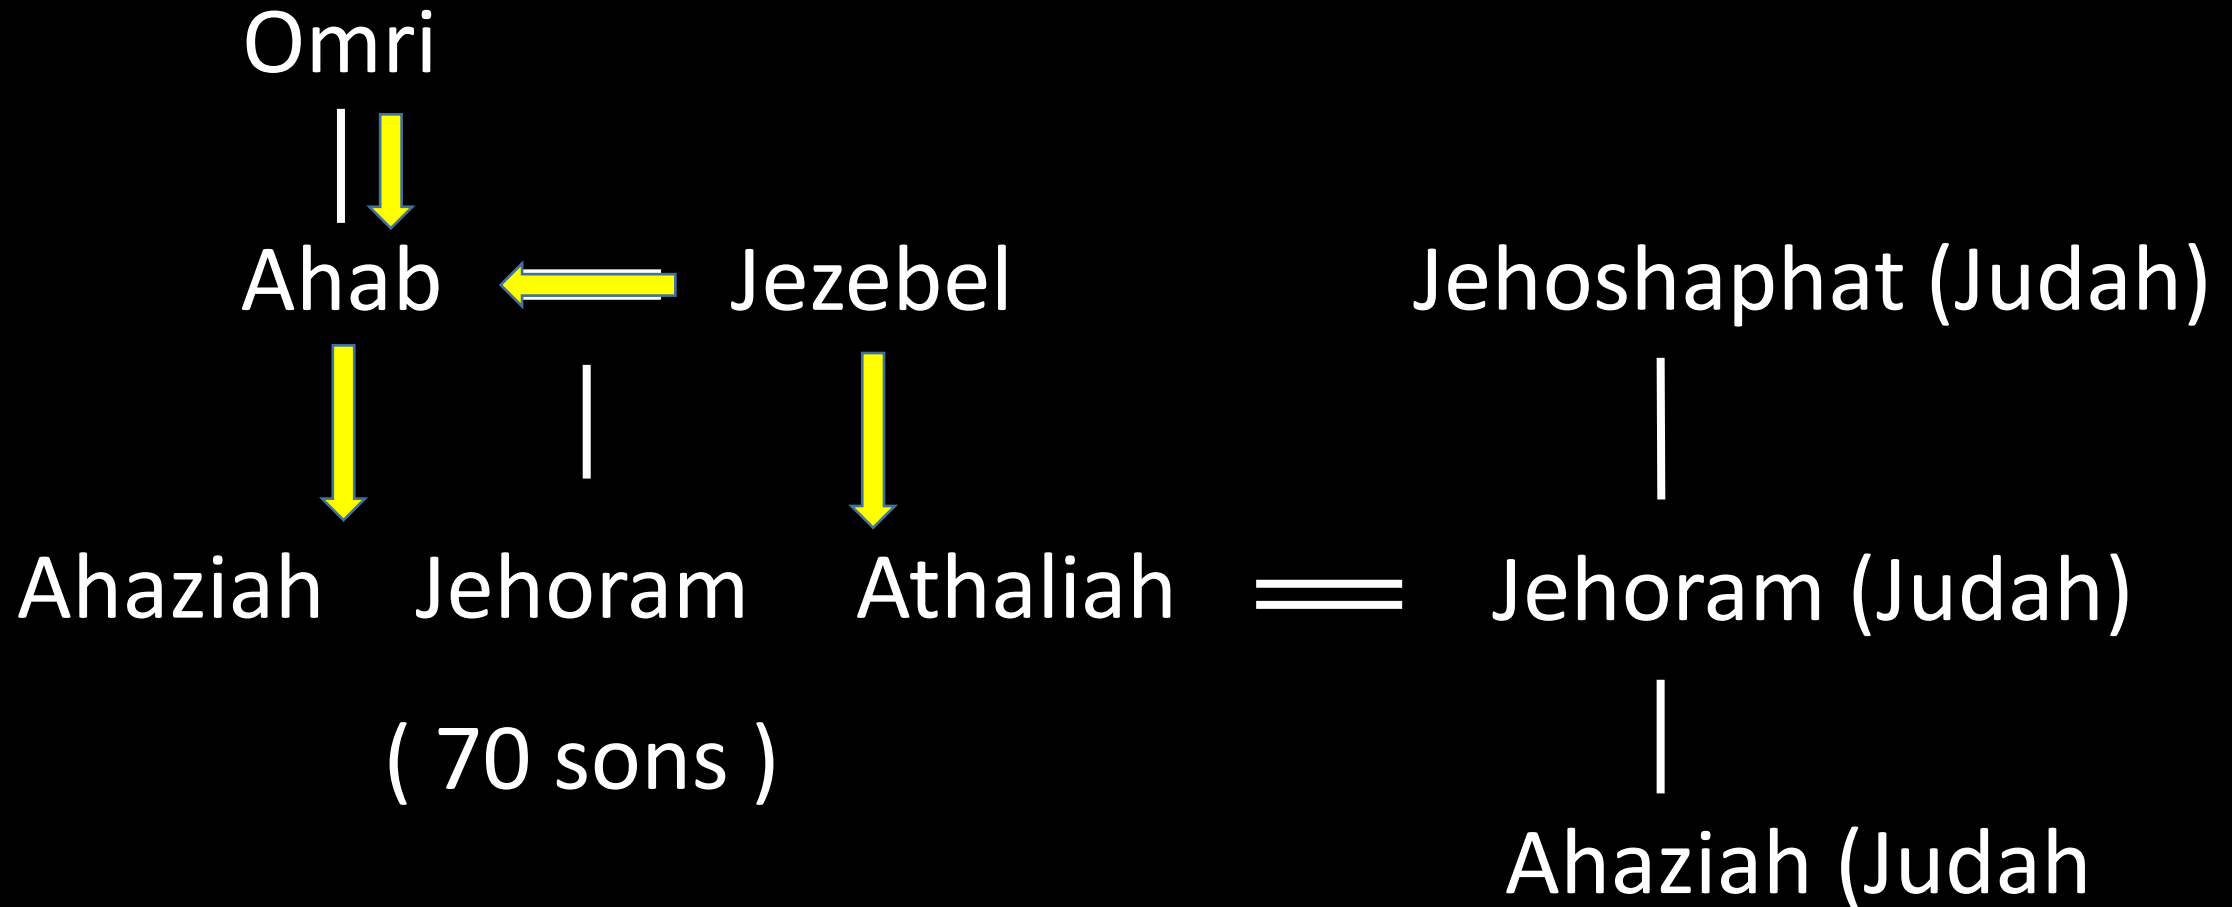 Omri
Ahab Jezebel Jehoshaphat (Judah)
Ahaziah Jehoram Athaliah Jehoram (Judah)
( 70 sons )
Ahaziah (Judah